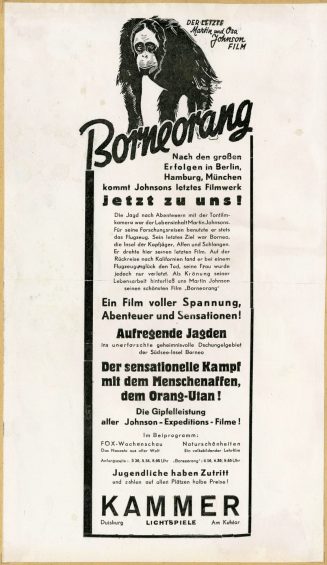 DER LETZTE
Martin und Osa
Johnson
FILM
Borneorang
Nach den großen
Erfolgen in Berlin,
Hamburg, München
kommt Johnsons letztes Filmwerk
jetzt zu uns!
Die Jagd nach Abenteuern mit der Tonfilm-
kamera war der Lebensinhalt Martin Johnsons.
Für seine Forschungsreisen benutzte er stets
das Flugzeug. Sein letztes Ziel war Borneo,
die Insel der Kopfjäger, Affen und Schlangen.
Er drehte hier seinen letzten Film. Auf der
Rückreise nach Kalifornien fand er bei einem
Flugzeugunglück den Tod, seine Frau wurde
jedoch nur verletzt. Als Krönung seiner
Lebensarbeit hinterließ uns Martin Johnson
seinen schönsten Film „Borneorang"
Ein Film voller Spannung,
Abenteuer und Sensationen!
Aufregende Jagden
ins unerforschte geheimnisvolle Dschungelgebiet
der Südsee-Insel Borneo
Der sensationelle Kampf
mit dem Menschenaffen,
dem Orang-Utan!
Die Gipfelleistung
aller Johnson-Expeditions-Filme!
Im Beiprogramm:
FOX-Wochenschau Naturschönheiten
Das Neueste aus aller Welt Ein volksbildender Lehrfilm
Jugendliche haben Zutritt
und zahlen auf allen Plätzen halbe Preise!
KAMMER
Duisburg LICHTSPIELE Am Kuhtor